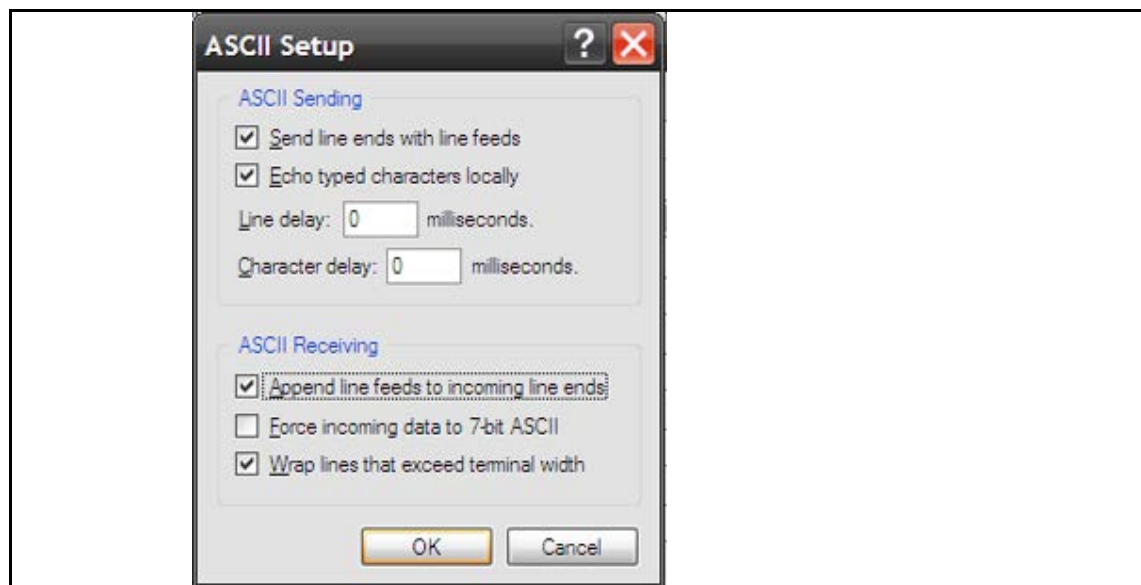 ASCII Setup ?
ASCII Sending
Send line ends with line feeds
Echo typed characters locally
Line delay: 0 milliseconds.
Character delay: 0 milliseconds.
ASCII Receiving
Append line feeds to incoming line ends
Force incoming data to 7-bit ASCII
Wrap lines that exceed terminal width
OK Cancel